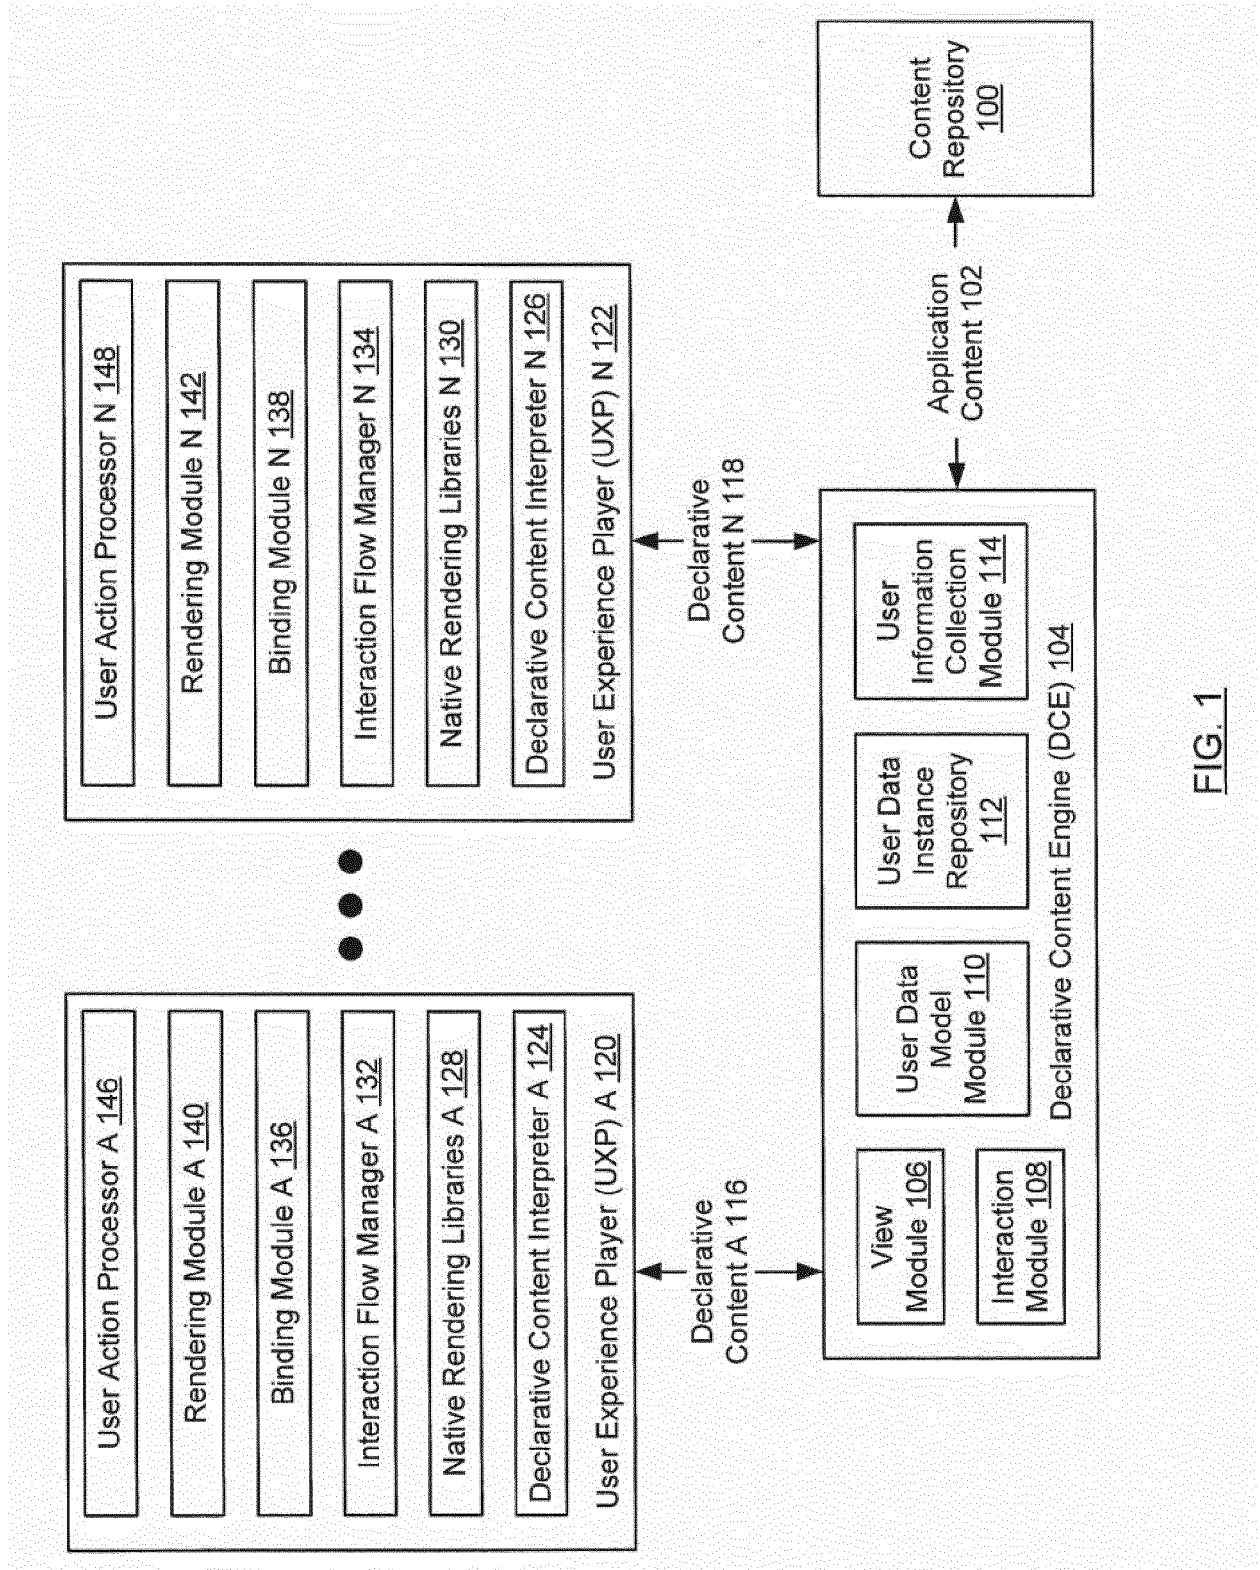 User Action Processor A 146
Rendering Module A 140
Binding Module A 136
Interaction Flow Manager A 132
Native Rendering Libraries A 128
Declarative Content Interpreter A 124
User Experience Player (UXP) A 120
User Action Processor N 148
Rendering Module N 142
Binding Module N 138
Interaction Flow Manager N 134
Native Rendering Libraries N 130
Declarative Content Interpreter N 126
User Experience Player (UXP) N 122
Declarative
Content A 116
Declarative
Content N 118
View
Module 106
Interaction
Module 108
User Data
Model
Module 110
User Data
Instance
Repository
112
User
Information
Collection
Module 114
Declarative Content Engine (DCE) 104
Application
Content 102
Content
Repository
100
FIG. 1